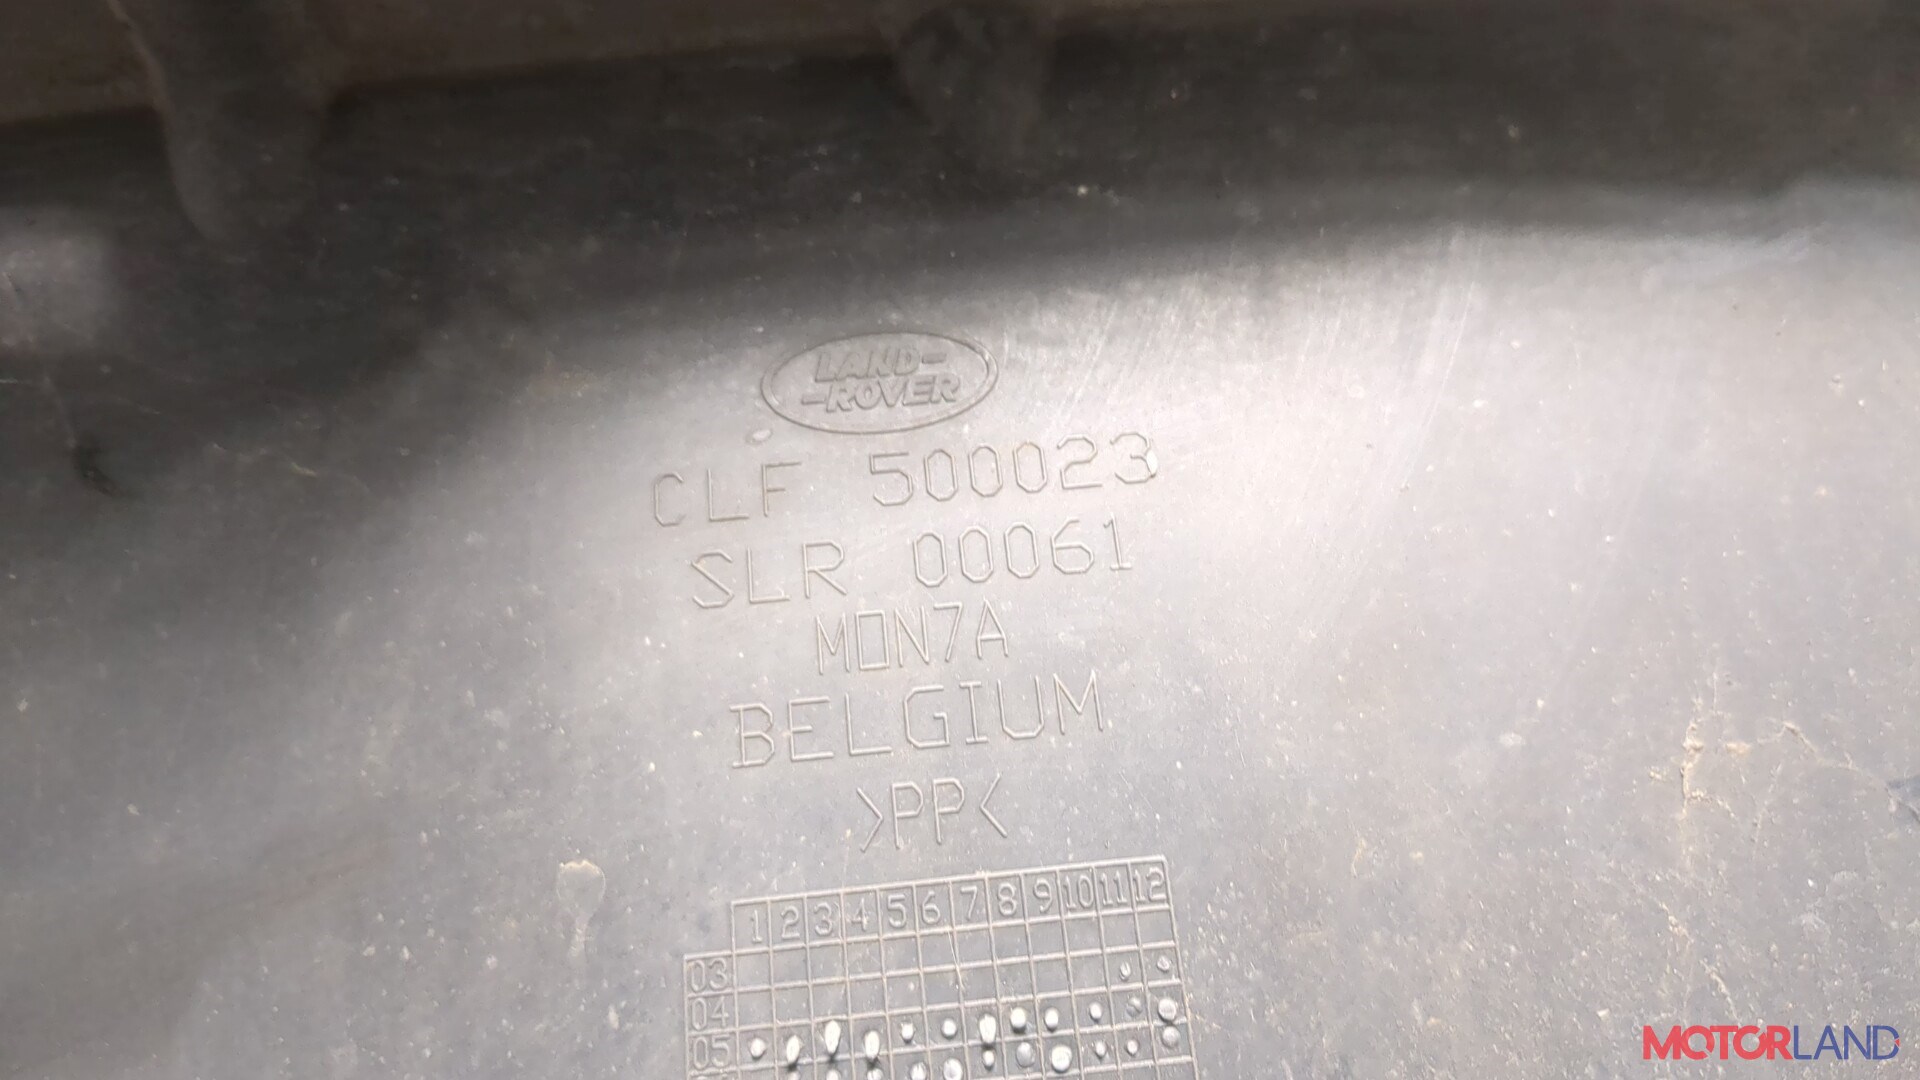 LAND-
-ROVER
CLF 500023
SLR 00061
MON7A
BELGIUM
>PP<
1 2 3 4 5 6 7 8 9 10 11 12
03
04
05
MOTORLAND